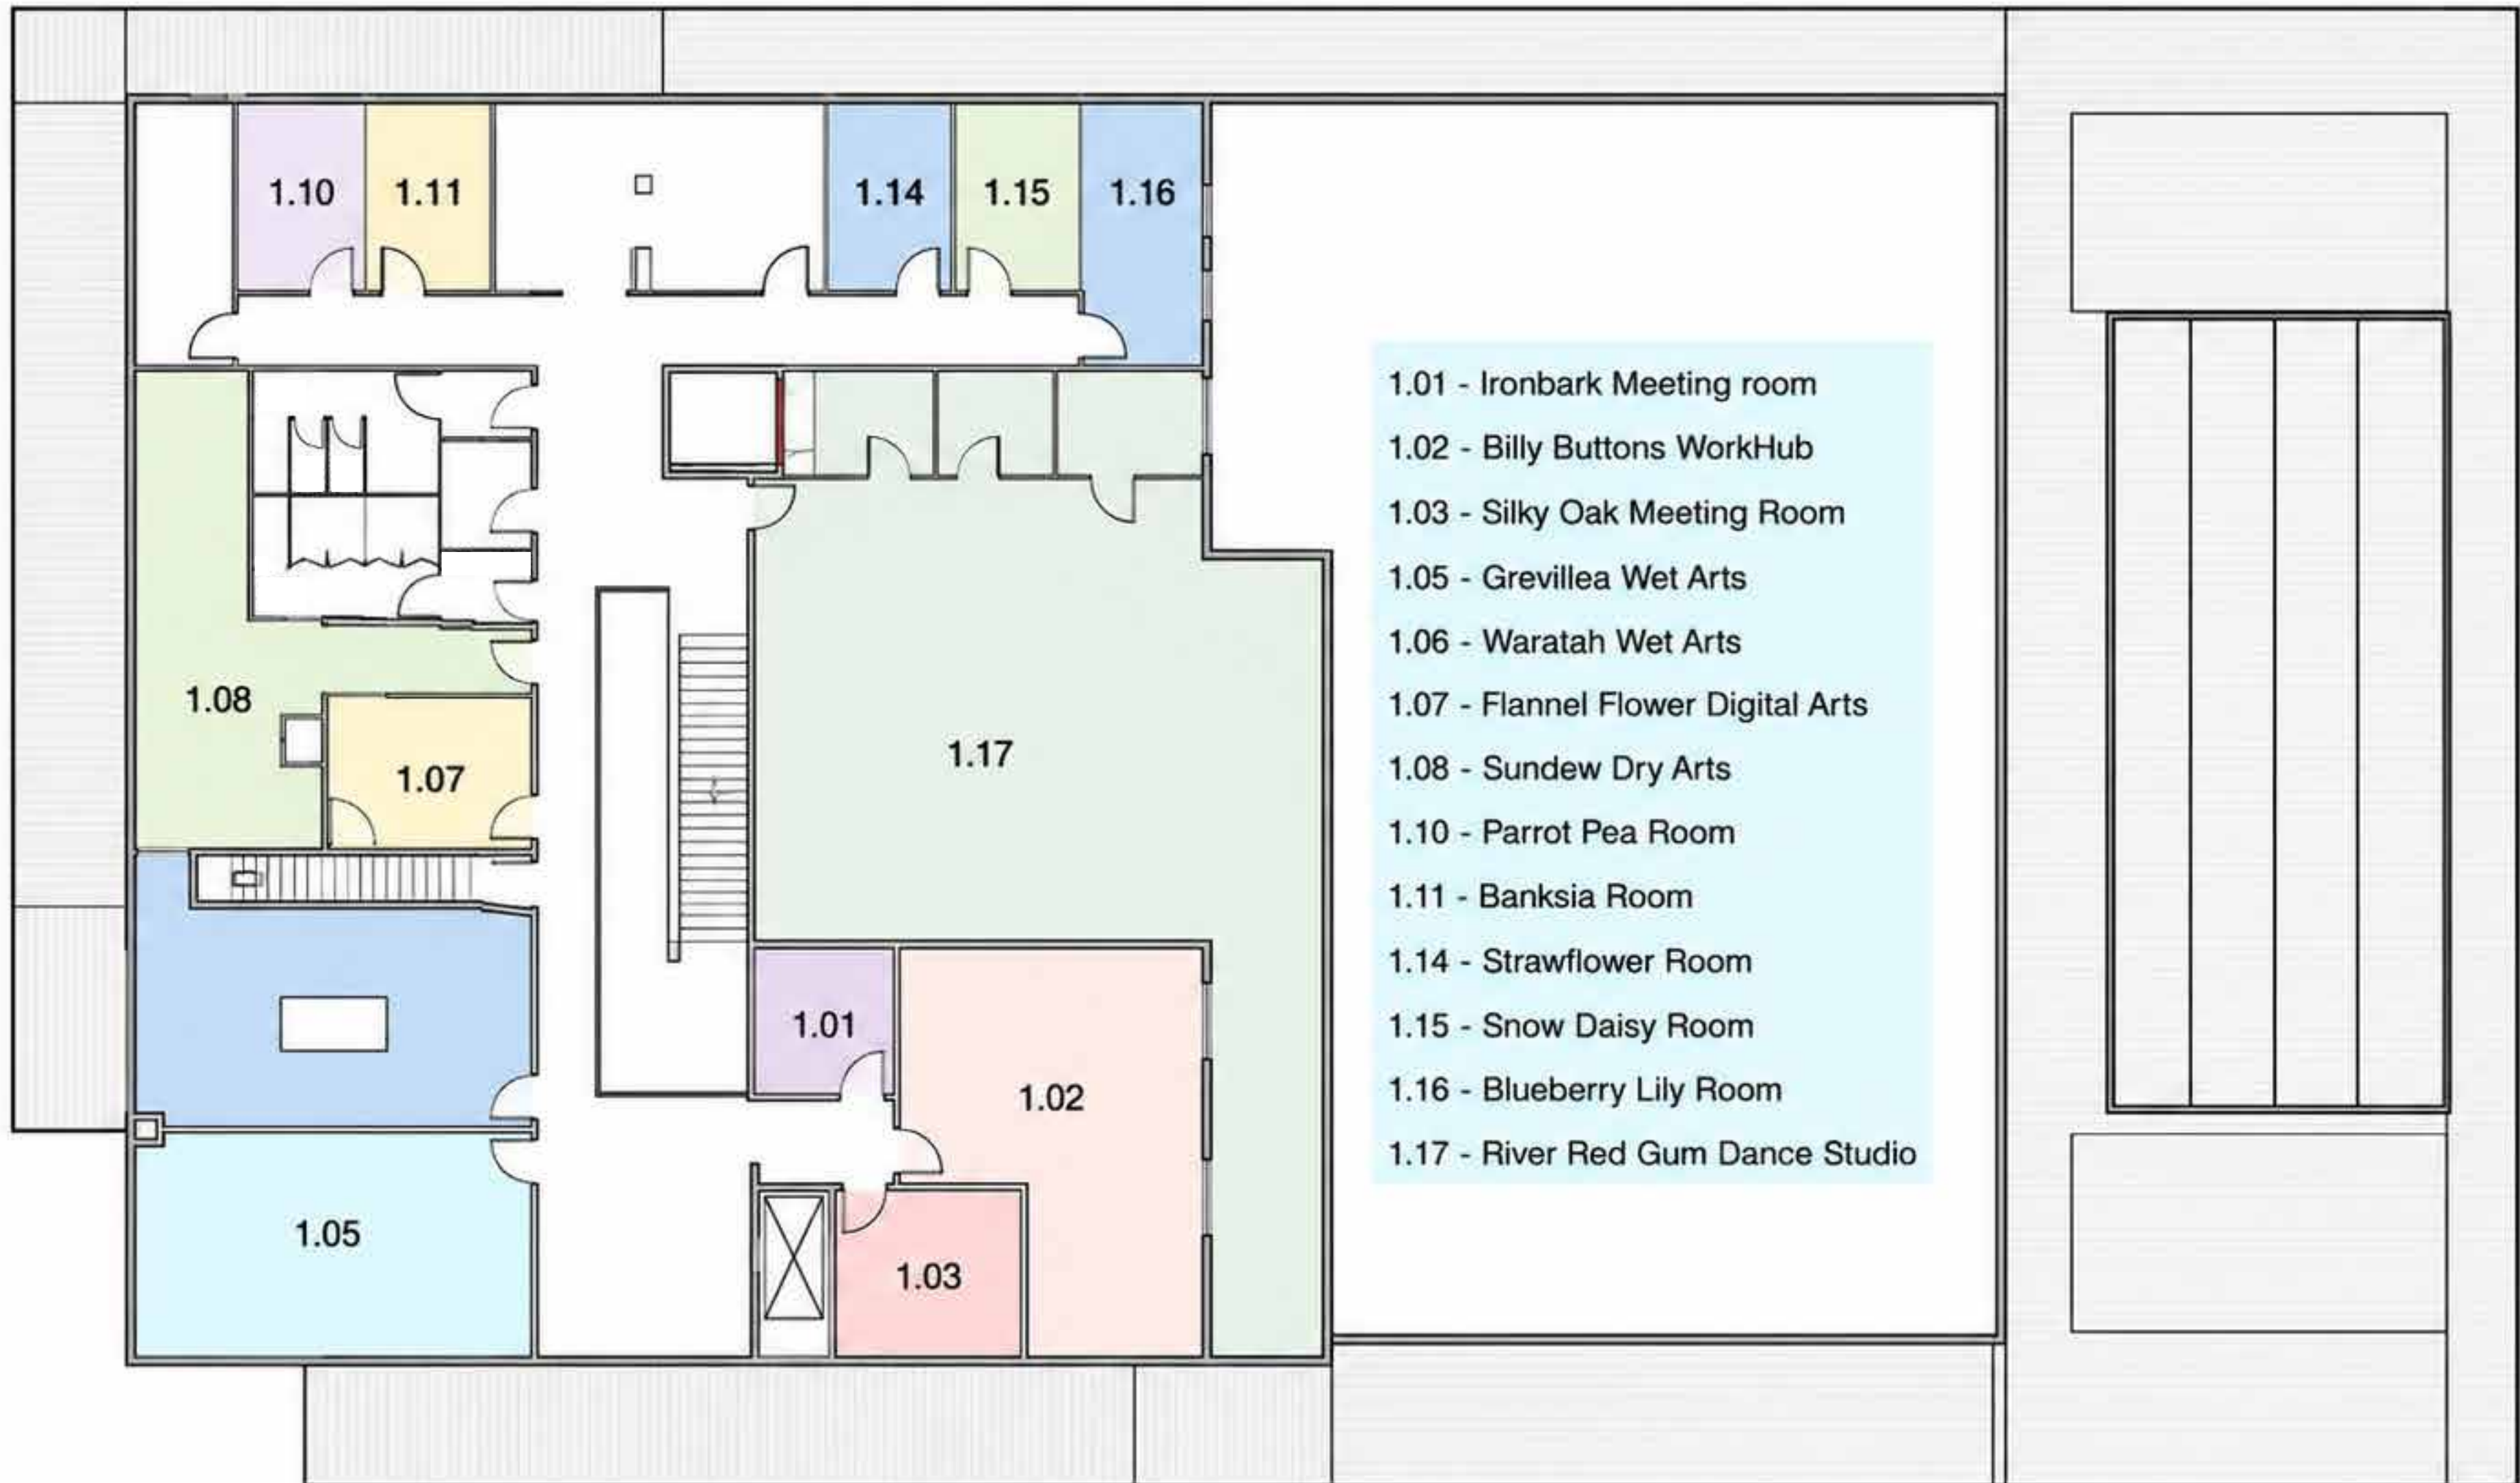 1.10
1.11
1.14
1.15
1.16
1.08
1.07
1.17
1.01
1.02
1.05
1.03
1.01 - Ironbark Meeting room
1.02 - Billy Buttons WorkHub
1.03 - Silky Oak Meeting Room
1.05 - Grevillea Wet Arts
1.06 - Waratah Wet Arts
1.07 - Flannel Flower Digital Arts
1.08 - Sundew Dry Arts
1.10 - Parrot Pea Room
1.11 - Banksia Room
1.14 - Strawflower Room
1.15 - Snow Daisy Room
1.16 - Blueberry Lily Room
1.17 - River Red Gum Dance Studio